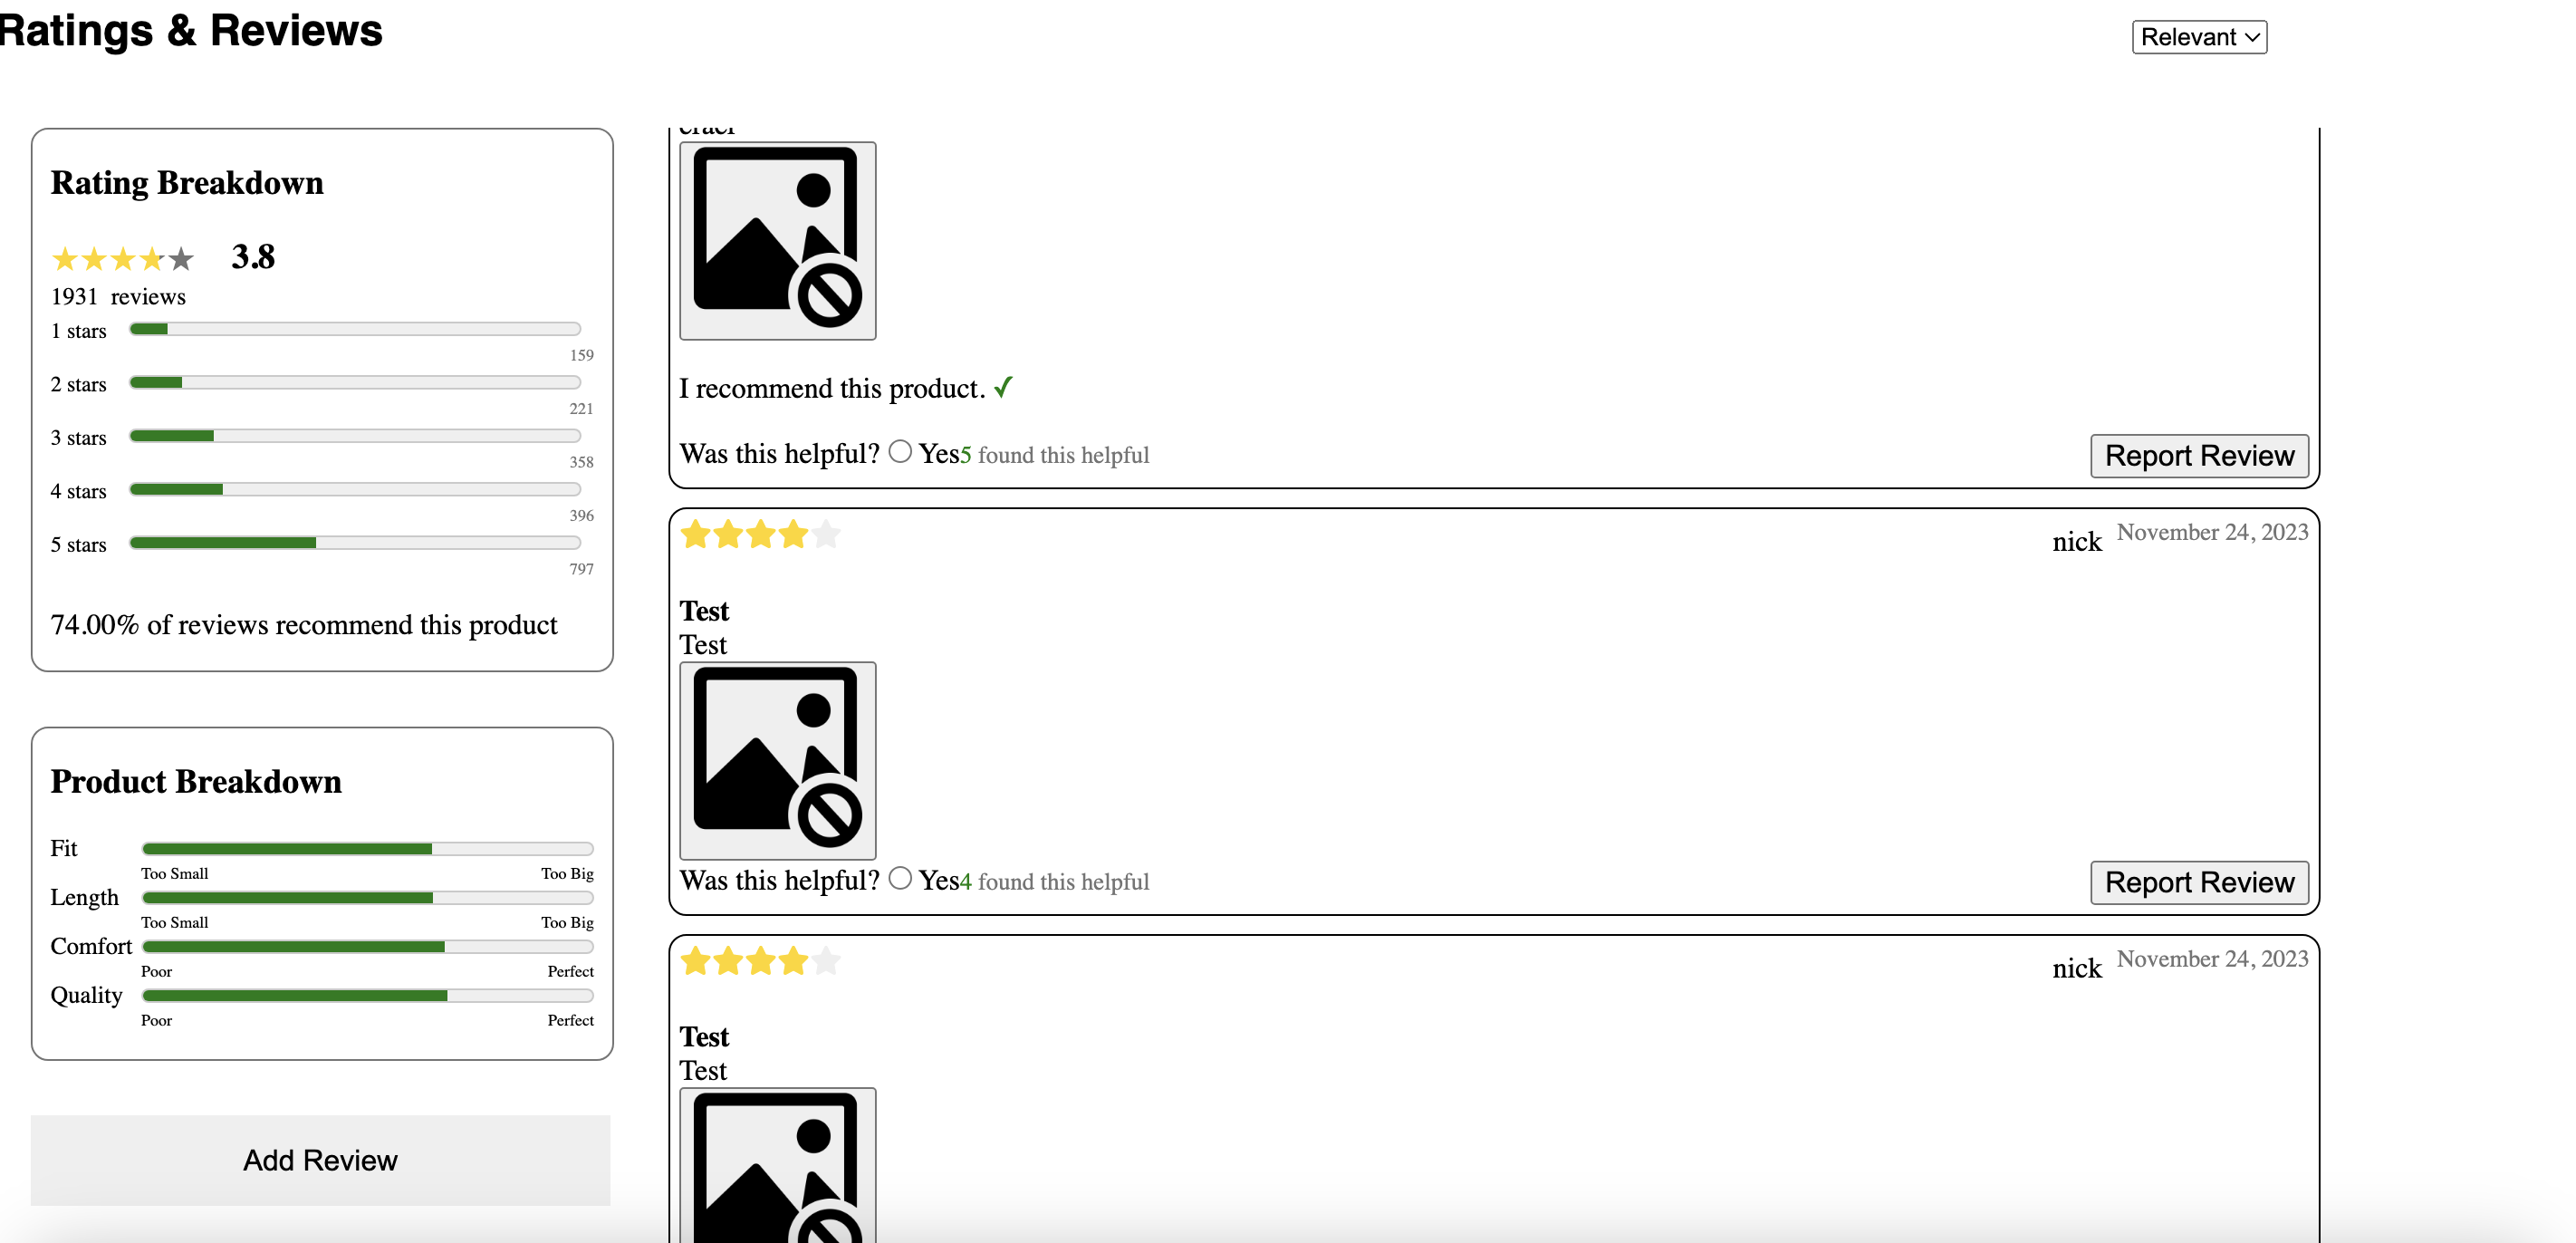 Ratings & Reviews
Relevant
Rating Breakdown
3.8
1931 reviews
1 stars
159
2 stars
221
3 stars
358
4 stars
396
5 stars
797
74.00% of reviews recommend this product
Product Breakdown
Fit
Too Small Too Big
Length
Too Small Too Big
Comfort
Poor Perfect
Quality
Poor Perfect
Add Review
I recommend this product. ✓
Was this helpful? Yes5 found this helpful
Report Review
nick November 24, 2023
Test
Test
Was this helpful? Yes4 found this helpful
Report Review
nick November 24, 2023
Test
Test